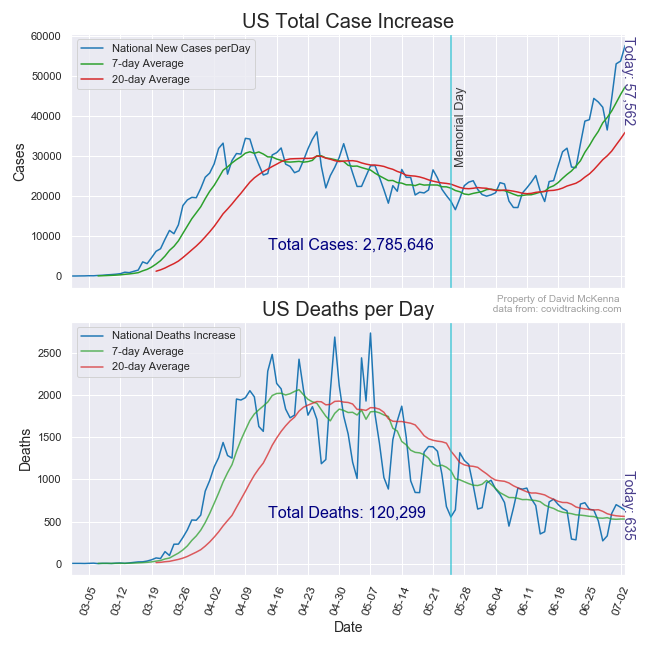 US Total Case Increase
60000
50000
40000
30000
20000
10000
0
Cases
National New Cases perDay
7-day Average
20-day Average
Memorial Day
Today: 57,562
Total Cases: 2,785,646
Property of David McKenna
data from: covidtracking.com
US Deaths per Day
2500
2000
1500
1000
500
0
Deaths
National Deaths Increase
7-day Average
20-day Average
Today: 635
Total Deaths: 120,299
03-05
03-12
03-19
03-26
04-02
04-09
04-16
04-23
04-30
05-07
05-14
05-21
05-28
06-04
06-11
06-18
06-25
07-02
Date